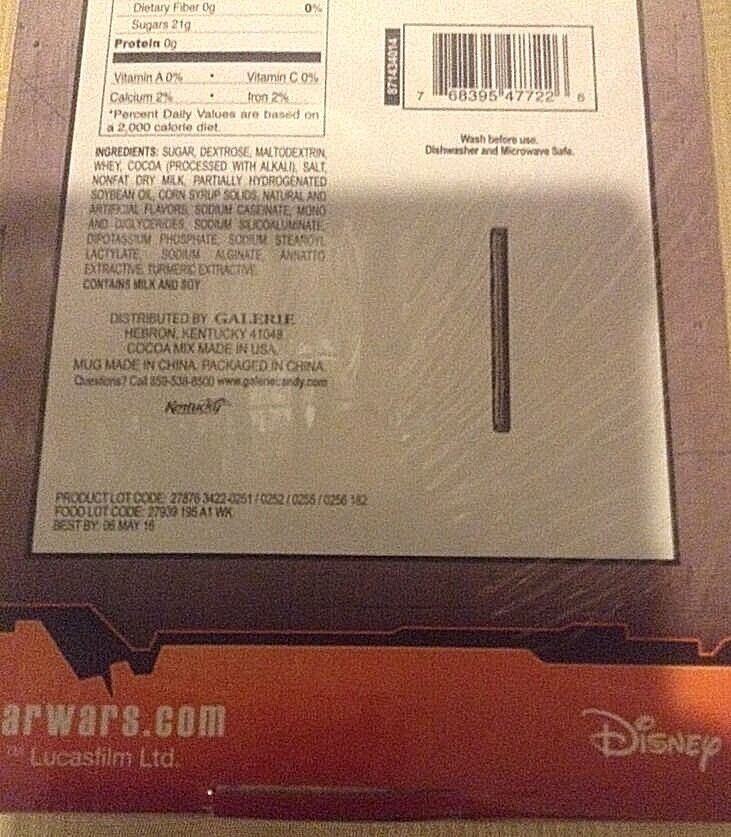 Dietary Fiber 0g 0%
Sugars 21g
Protein 0g
Vitamin A 0% • Vitamin C 0%
Calcium 2% • Iron 2%
*Percent Daily Values are based on
a 2,000 calorie diet.
INGREDIENTS: SUGAR, DEXTROSE, MALTODEXTRIN,
WHEY, COCOA (PROCESSED WITH ALKALI), SALT,
NONFAT DRY MILK, PARTIALLY HYDROGENATED
SOYBEAN OIL, CORN SYRUP SOLIDS, NATURAL AND
ARTIFICIAL FLAVORS, SODIUM CASEINATE, MONO
AND DIGLYCERIDES, SODIUM SILICOALUMINATE,
DIPOTASSIUM PHOSPHATE, SODIUM STEAROYL
LACTYLATE, SODIUM ALGINATE, ANNATTO
EXTRACTIVE, TURMERIC EXTRACTIVE.
CONTAINS MILK AND SOY
DISTRIBUTED BY GALERIE
HEBRON, KENTUCKY 41048
COCOA MIX MADE IN USA.
MUG MADE IN CHINA. PACKAGED IN CHINA.
Questions? Call 859-538-8500 www.galeriecandy.com
Kentucky
PRODUCT LOT CODE: 27876 3422-0251 / 0252 / 0255 / 0256 182
FOOD LOT CODE: 27939 195 A1 WK
BEST BY: 06 MAY 16
871434014
7 68395 47722 6
Wash before use.
Dishwasher and Microwave Safe.
arwars.com
™ Lucasfilm Ltd.
Disney